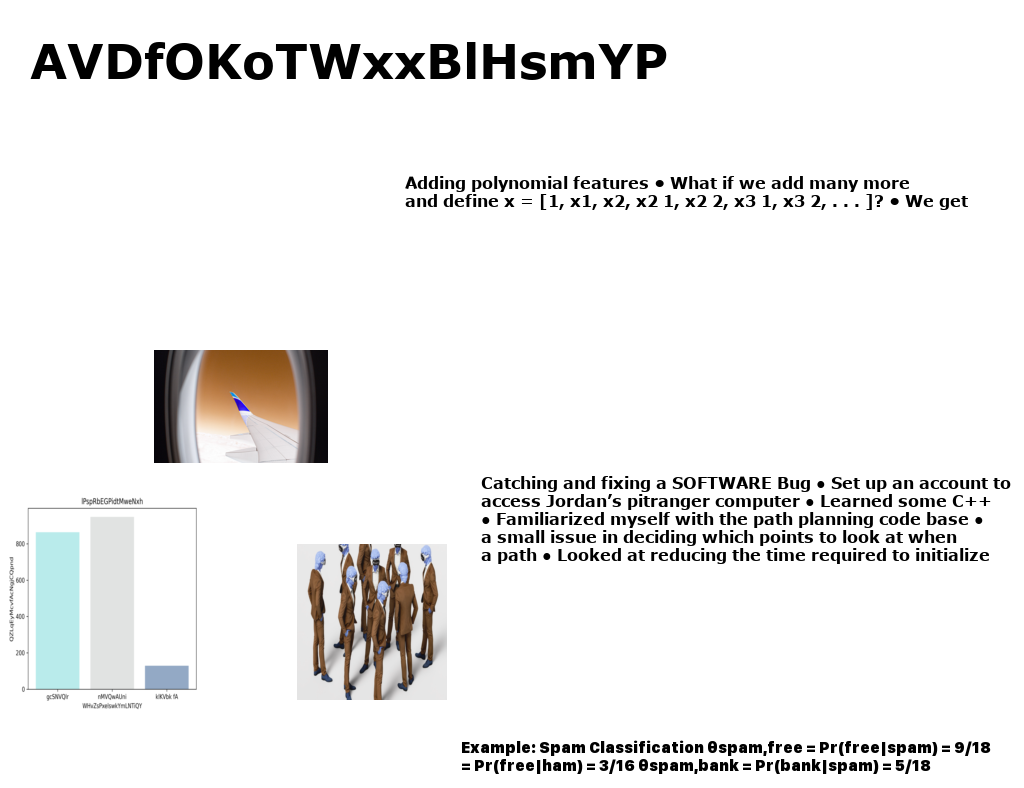 AVDfOKoTWxxBlHsmYP
Adding polynomial features ● What if we add many more
and define x = [1, x1, x2, x2 1, x2 2, x3 1, x3 2, . . . ]? ● We get
Catching and fixing a SOFTWARE Bug ● Set up an account to
access Jordan’s pitranger computer ● Learned some C++
● Familiarized myself with the path planning code base ●
a small issue in deciding which points to look at when
a path ● Looked at reducing the time required to initialize
lPspRbEGPidtMweNxh
800
600
400
200
0
gcSNVQIr nMVQwAUni kiKVbk fA
WHvZsPxelswkYmLNTiQY
Example: Spam Classification θspam,free = Pr(free|spam) = 9/18
= Pr(free|ham) = 3/16 θspam,bank = Pr(bank|spam) = 5/18